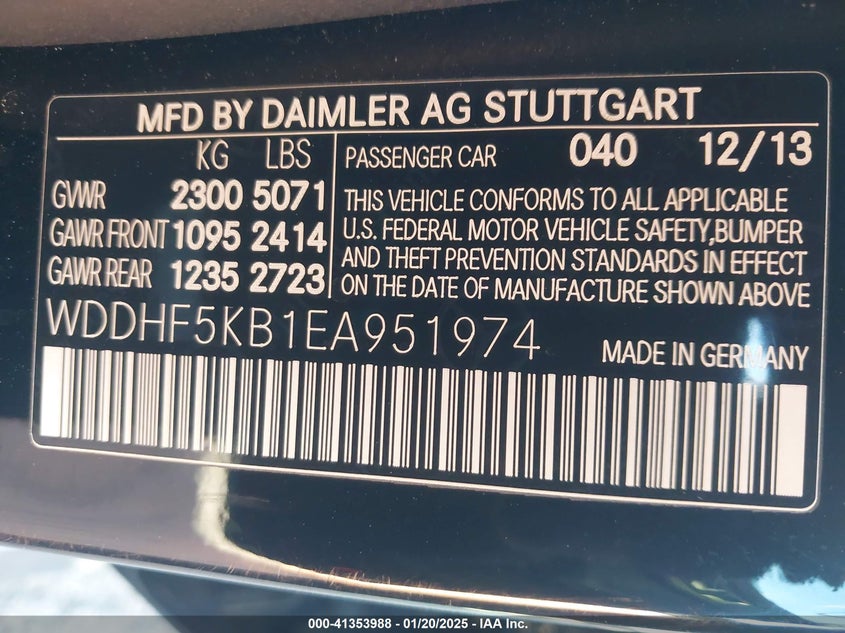 MFD BY DAIMLER AG STUTTGART
KG LBS
GVWR 2300 5071
GAWR FRONT 1095 2414
GAWR REAR 1235 2723
PASSENGER CAR 040 12/13
THIS VEHICLE CONFORMS TO ALL APPLICABLE
U.S. FEDERAL MOTOR VEHICLE SAFETY,BUMPER
AND THEFT PREVENTION STANDARDS IN EFFECT
ON THE DATE OF MANUFACTURE SHOWN ABOVE
WDDHF5KB1EA951974
MADE IN GERMANY
000-41353988 - 01/20/2025 - IAA Inc.